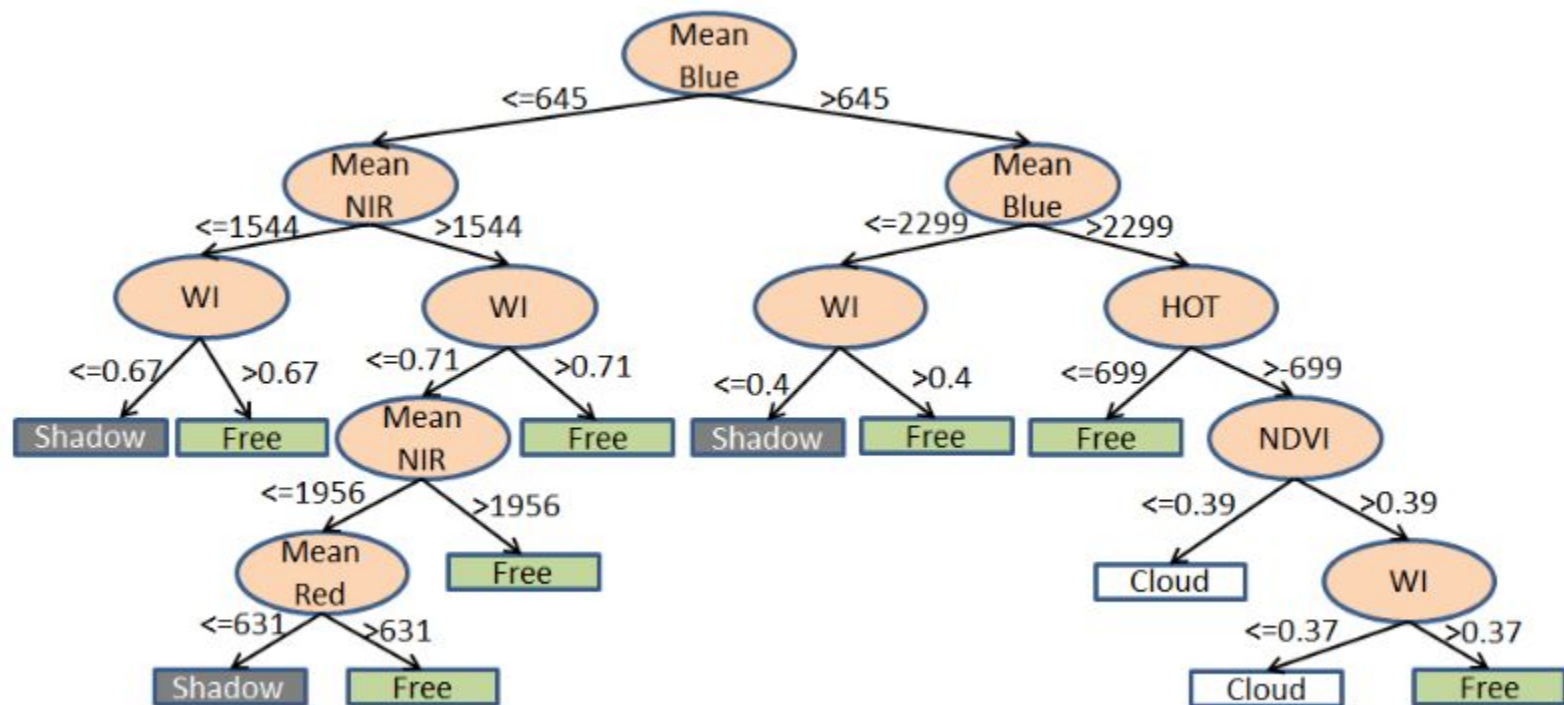 Mean
Blue
<=645
>645
Mean
NIR
Mean
Blue
<=1544
>1544
<=2299
>2299
WI
WI
WI
HOT
<=0.67
>0.67
<=0.71
>0.71
<=0.4
>0.4
<=699
>-699
Shadow
Free
Mean
NIR
Free
Shadow
Free
Free
NDVI
<=1956
>1956
<=0.39
>0.39
Mean
Red
Free
Cloud
WI
<=631
>631
<=0.37
>0.37
Shadow
Free
Cloud
Free